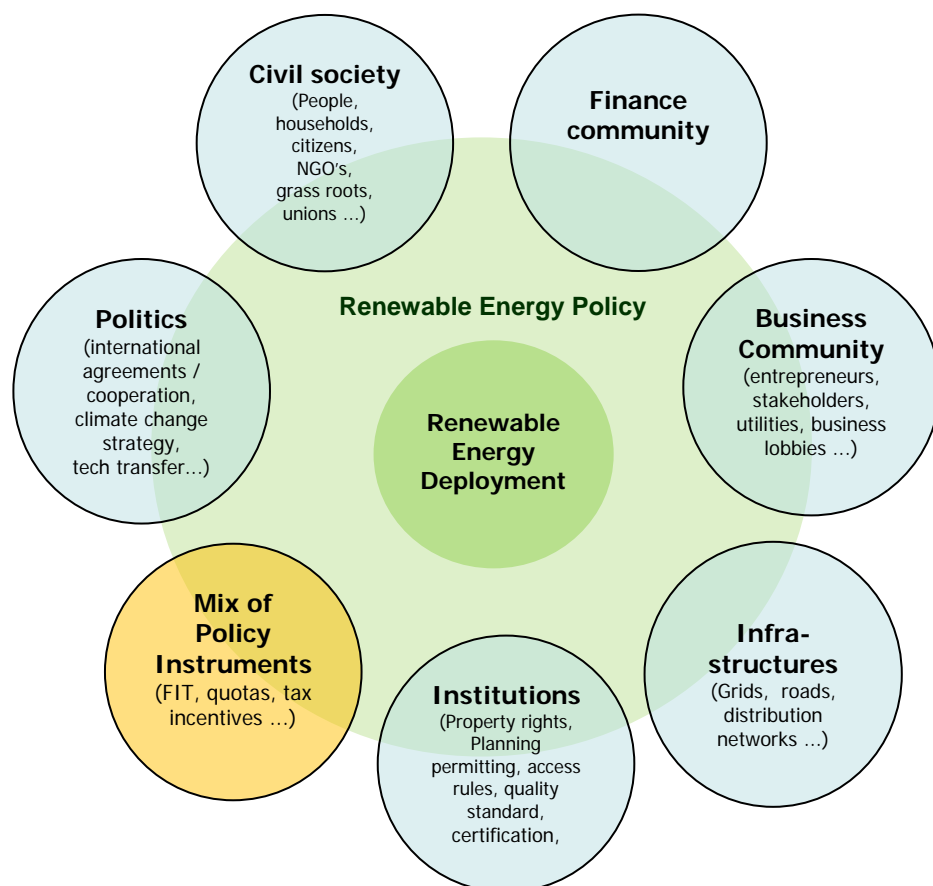 Civil society
(People,
households,
citizens,
NGO's,
grass roots,
unions ...)
Finance
community
Politics
(international
agreements /
cooperation,
climate change
strategy,
tech transfer...)
Renewable Energy Policy
Business
Community
(entrepreneurs,
stakeholders,
utilities, business
lobbies ...)
Renewable
Energy
Deployment
Mix of
Policy
Instruments
(FIT, quotas, tax
incentives ...)
Institutions
(Property rights,
Planning
permitting, access
rules, quality
standard,
certification,
Infra-
structures
(Grids, roads,
distribution
networks ...)